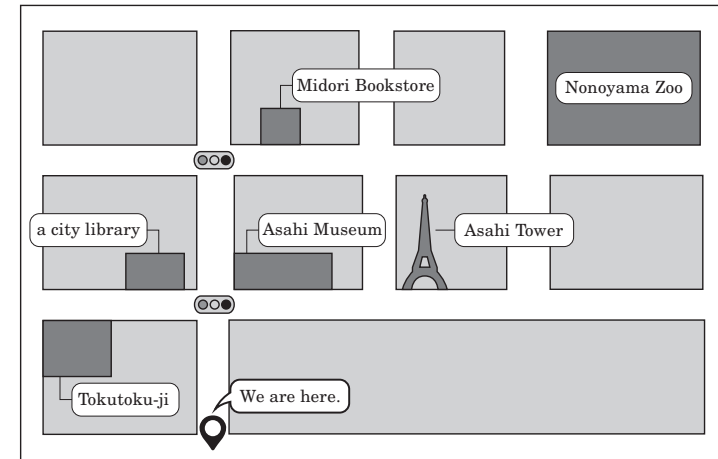 Midori Bookstore
Nonoyama Zoo
a city library
Asahi Museum
Asahi Tower
Tokutoku-ji
We are here.